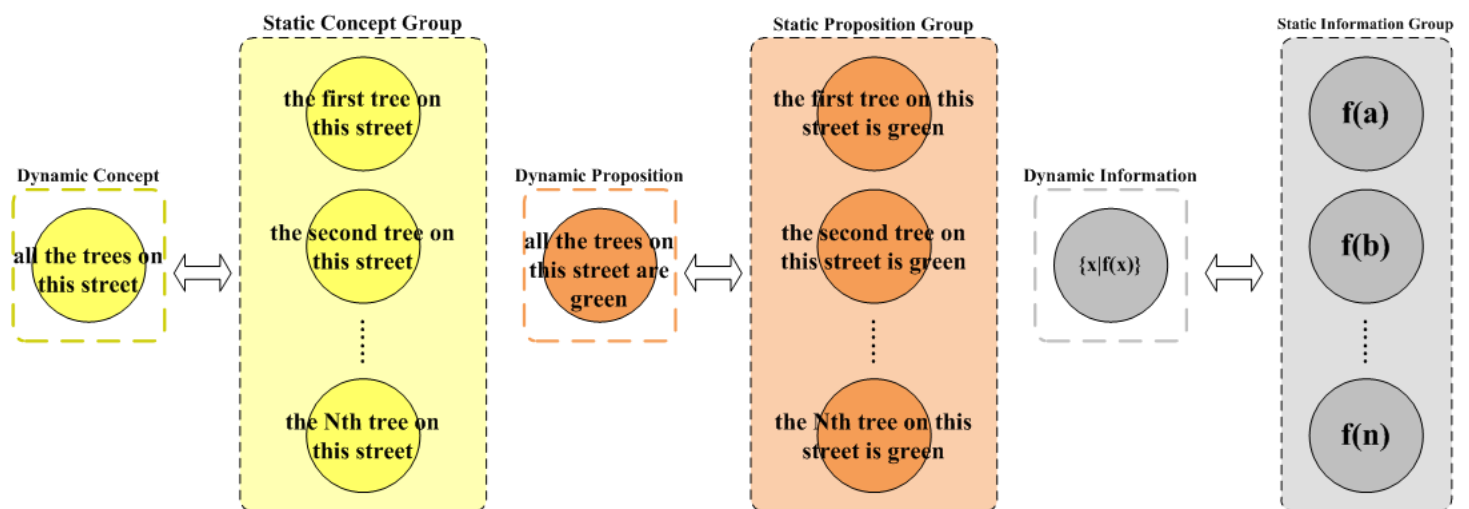 Static Concept Group
the first tree on
this street
Dynamic Concept
all the trees on
this street
the second tree on
this street
the Nth tree on
this street
Static Proposition Group
the first tree on this
street is green
Dynamic Proposition
all the trees on
this street are
green
the second tree on
this street is green
the Nth tree on this
street is green
Static Information Group
f(a)
Dynamic Information
{x|f(x)}
f(b)
f(n)